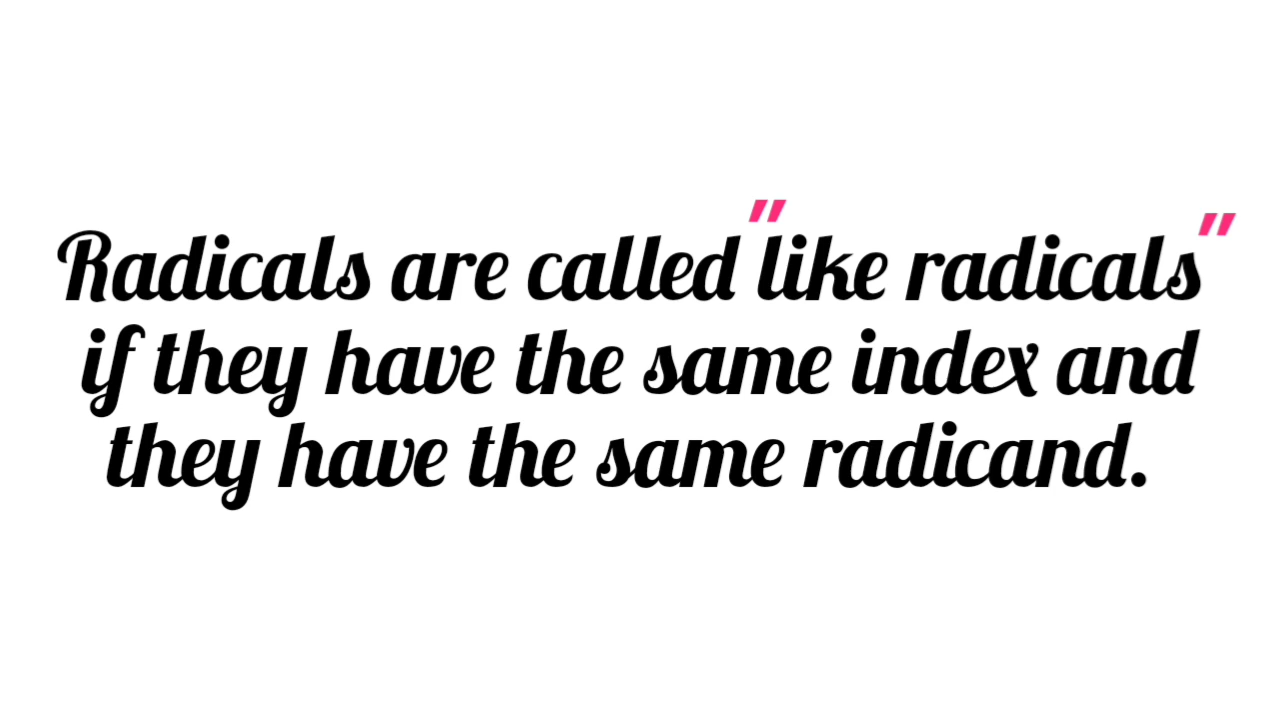 Radicals are called "like radicals"
if they have the same index and
they have the same radicand.